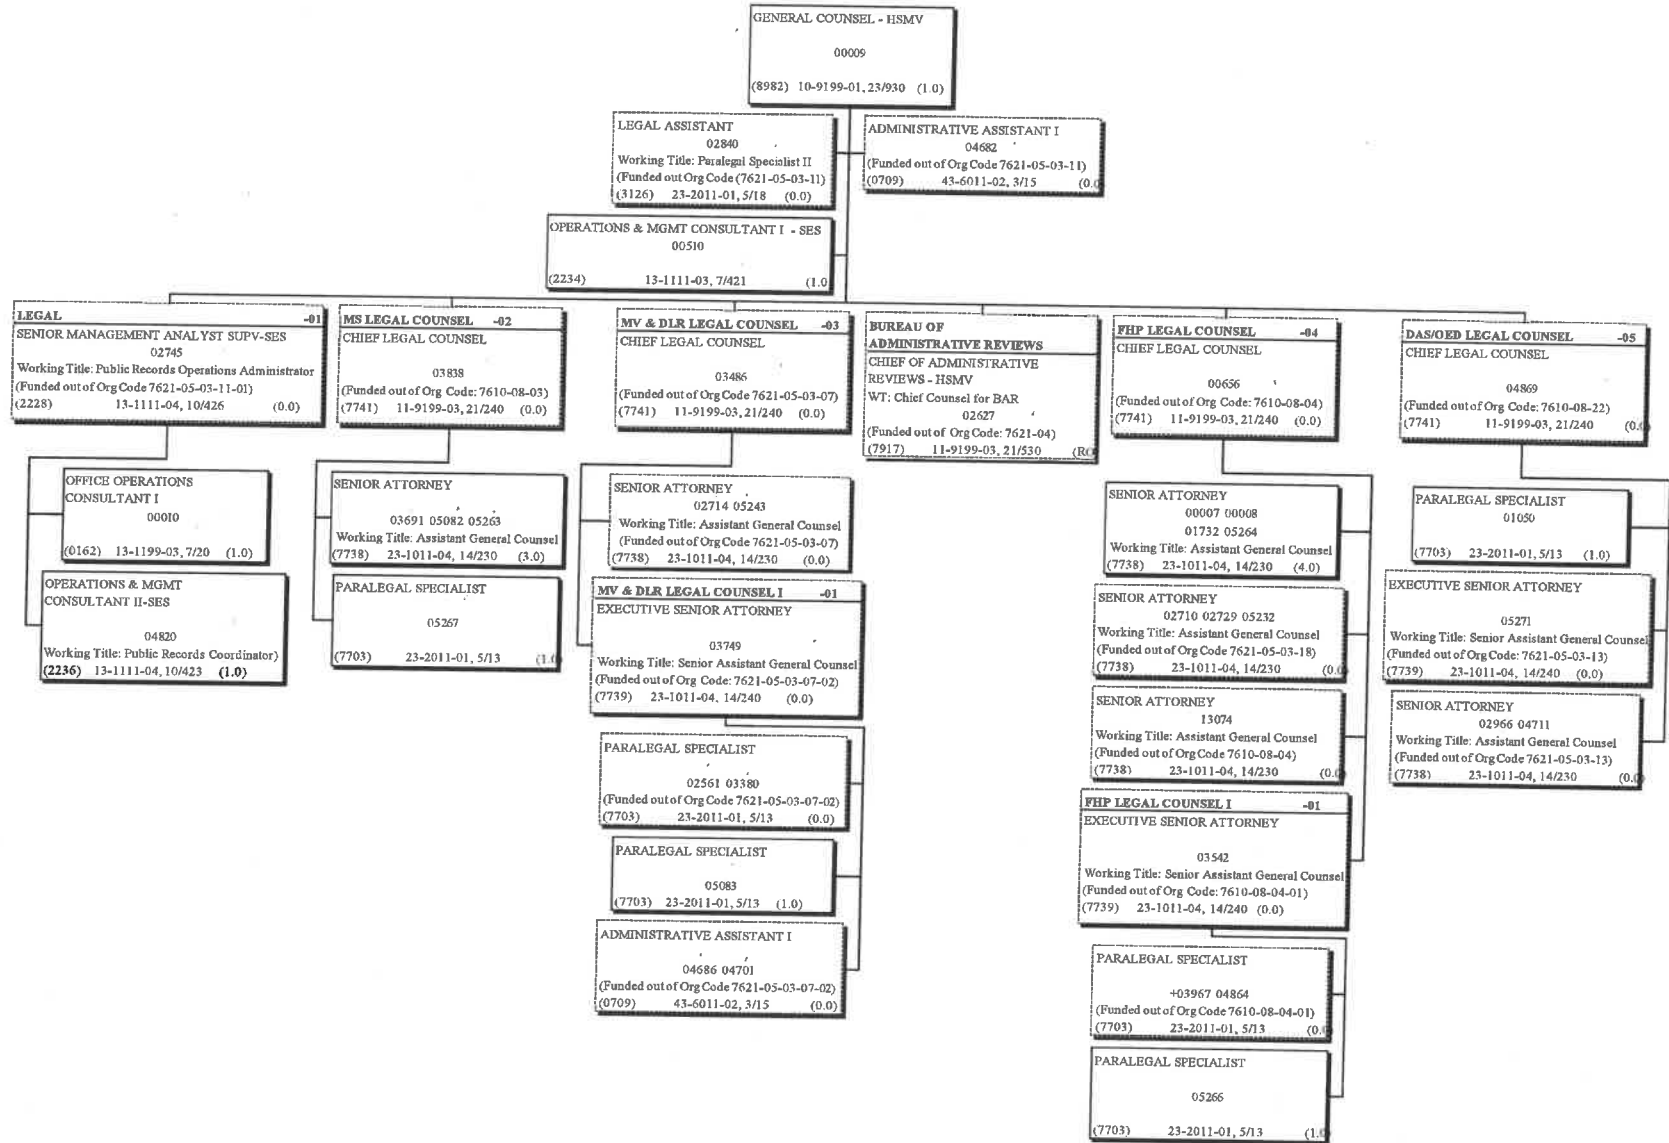 GENERAL COUNSEL - HSMV
00009
(8982) 10-9199-01, 23/930 (1.0)
LEGAL ASSISTANT
02840
Working Title: Paralegal Specialist II
(Funded out Org Code (7621-05-03-11)
(3126) 23-2011-01, 5/18 (0.0)
ADMINISTRATIVE ASSISTANT I
04682
(Funded out of Org Code 7621-05-03-11)
(0709) 43-6011-02, 3/15 (0.0
OPERATIONS & MGMT CONSULTANT I - SES
00510
(2234) 13-1111-03, 7/421 (1.0
LEGAL -01
SENIOR MANAGEMENT ANALYST SUPV-SES
02745
Working Title: Public Records Operations Administrator
(Funded out of Org Code 7621-05-03-11-01)
(2228) 13-1111-04, 10/426 (0.0)
OFFICE OPERATIONS
CONSULTANT I
00010
(0162) 13-1199-03, 7/20 (1.0)
OPERATIONS & MGMT
CONSULTANT II-SES
04820
Working Title: Public Records Coordinator)
(2236) 13-1111-04, 10/423 (1.0)
MS LEGAL COUNSEL -02
CHIEF LEGAL COUNSEL
03838
(Funded out of Org Code: 7610-08-03)
(7741) 11-9199-03, 21/240 (0.0)
SENIOR ATTORNEY
03691 05082 05263
Working Title: Assistant General Counsel
(7738) 23-1011-04, 14/230 (3.0)
PARALEGAL SPECIALIST
05267
(7703) 23-2011-01, 5/13 (1.0
MV & DLR LEGAL COUNSEL -03
CHIEF LEGAL COUNSEL
03486
(Funded out of Org Code 7621-05-03-07)
(7741) 11-9199-03, 21/240 (0.0)
SENIOR ATTORNEY
02714 05243
Working Title: Assistant General Counsel
(Funded out of Org Code 7621-05-03-07)
(7738) 23-1011-04, 14/230 (0.0)
MV & DLR LEGAL COUNSEL I -01
EXECUTIVE SENIOR ATTORNEY
03749
Working Title: Senior Assistant General Counsel
(Funded out of Org Code: 7621-05-03-07-02)
(7739) 23-1011-04, 14/240 (0.0)
PARALEGAL SPECIALIST
02561 03380
(Funded out of Org Code 7621-05-03-07-02)
(7703) 23-2011-01, 5/13 (0.0)
PARALEGAL SPECIALIST
05083
(7703) 23-2011-01, 5/13 (1.0)
ADMINISTRATIVE ASSISTANT I
04686 04701
(Funded out of Org Code 7621-05-03-07-02)
(0709) 43-6011-02, 3/15 (0.0)
BUREAU OF
ADMINISTRATIVE REVIEWS
CHIEF OF ADMINISTRATIVE
REVIEWS - HSMV
WT: Chief Counsel for BAR
02627
(Funded out of Org Code: 7621-04)
(7917) 11-9199-03, 21/530 (RO
FHP LEGAL COUNSEL -04
CHIEF LEGAL COUNSEL
00656
(Funded out of Org Code: 7610-08-04)
(7741) 11-9199-03, 21/240 (0.0)
SENIOR ATTORNEY
00007 00008
01732 05264
Working Title: Assistant General Counsel
(7738) 23-1011-04, 14/230 (4.0)
SENIOR ATTORNEY
02710 02729 05232
Working Title: Assistant General Counsel
(Funded out of Org Code 7621-05-03-18)
(7738) 23-1011-04, 14/230 (0.0
SENIOR ATTORNEY
13074
Working Title: Assistant General Counsel
(Funded out of Org Code 7610-08-04)
(7738) 23-1011-04, 14/230 (0.0
FHP LEGAL COUNSEL I -01
EXECUTIVE SENIOR ATTORNEY
03542
Working Title: Senior Assistant General Counsel
(Funded out of Org Code: 7610-08-04-01)
(7739) 23-1011-04, 14/240 (0.0)
PARALEGAL SPECIALIST
+03967 04864
(Funded out of Org Code 7610-08-04-01)
(7703) 23-2011-01, 5/13 (0.0
PARALEGAL SPECIALIST
05266
(7703) 23-2011-01, 5/13 (1.0
DAS/OED LEGAL COUNSEL -05
CHIEF LEGAL COUNSEL
04869
(Funded out of Org Code: 7610-08-22)
(7741) 11-9199-03, 21/240 (0.0
PARALEGAL SPECIALIST
01050
(7703) 23-2011-01, 5/13 (1.0)
EXECUTIVE SENIOR ATTORNEY
05271
Working Title: Senior Assistant General Counsel
(Funded out of Org Code: 7621-05-03-13)
(7739) 23-1011-04, 14/240 (0.0)
SENIOR ATTORNEY
02966 04711
Working Title: Assistant General Counsel
(Funded out of Org Code 7621-05-03-13)
(7738) 23-1011-04, 14/230 (0.0